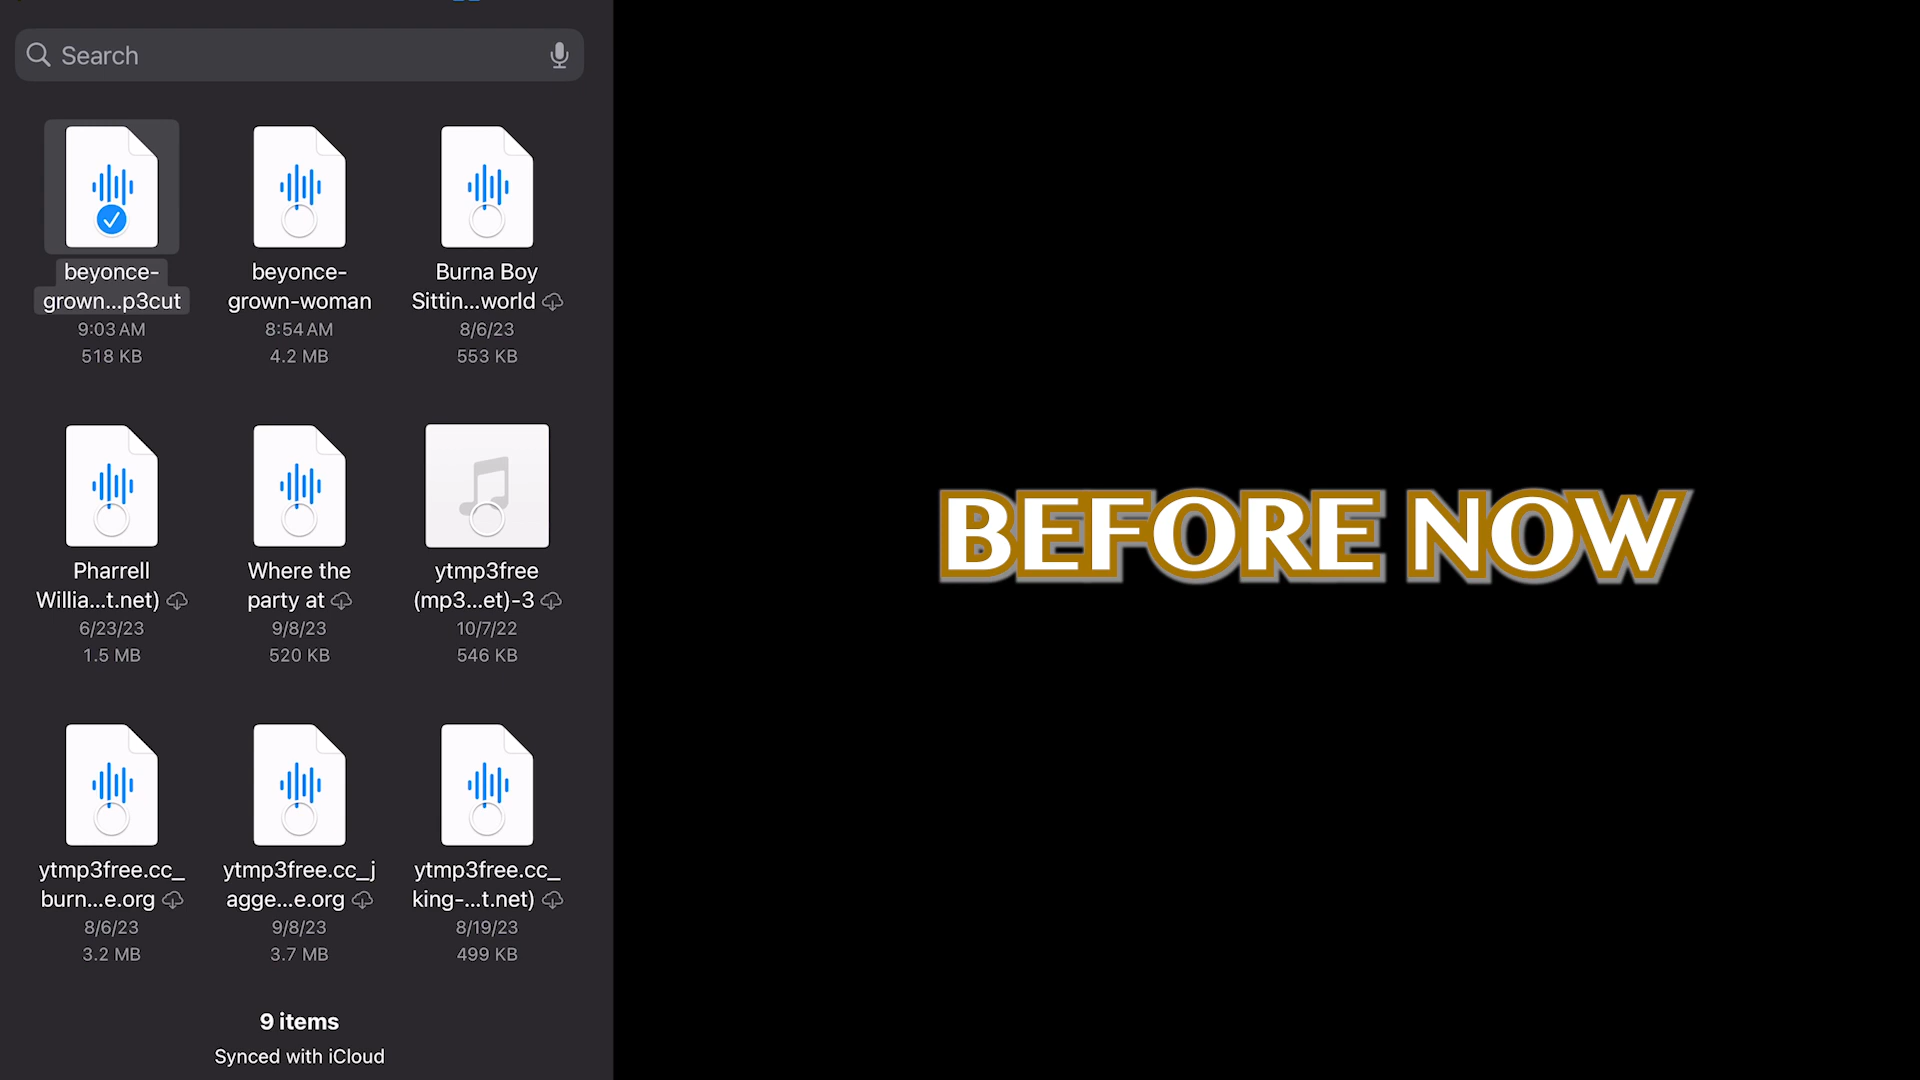 Search
beyonce-
grown...p3cut
9:03 AM
518 KB
beyonce-
grown-woman
8:54 AM
4.2 MB
Burna Boy
Sittin...world
8/6/23
553 KB
Pharrell
Willia...t.net)
6/23/23
1.5 MB
Where the
party at
9/8/23
520 KB
ytmp3free
(mp3...et)-3
10/7/22
546 KB
ytmp3free.cc_
burn...e.org
8/6/23
3.2 MB
ytmp3free.cc_j
agge...e.org
9/8/23
3.7 MB
ytmp3free.cc_
king-...t.net)
8/19/23
499 KB
9 items
Synced with iCloud
BEFORE NOW